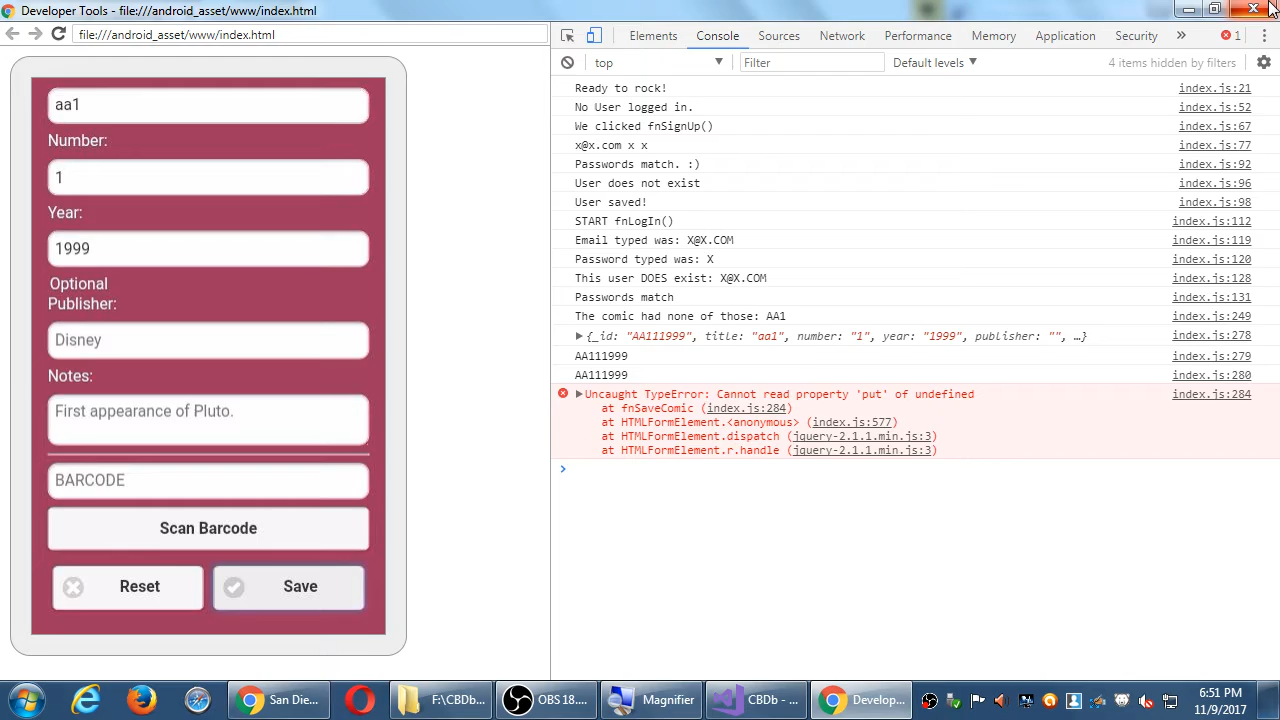 Developer Tools - file:///android_asset/www/index.html
file:///android_asset/www/index.html
Elements Console Sources Network Performance Memory Application Security » 1
top Filter Default levels 4 items hidden by filters
aa1
Number:
1
Year:
1999
Optional
Publisher:
Disney
Notes:
First appearance of Pluto.
BARCODE
Scan Barcode
Reset Save
Ready to rock! index.js:21
No User logged in. index.js:52
We clicked fnSignUp() index.js:67
x@x.com x x index.js:77
Passwords match. :) index.js:92
User does not exist index.js:96
User saved! index.js:98
START fnLogIn() index.js:112
Email typed was: X@X.COM index.js:119
Password typed was: X index.js:120
This user DOES exist: X@X.COM index.js:128
Passwords match index.js:131
The comic had none of those: AA1 index.js:249
{_id: "AA111999", title: "aa1", number: "1", year: "1999", publisher: "", …} index.js:278
AA111999 index.js:279
AA111999 index.js:280
Uncaught TypeError: Cannot read property 'put' of undefined index.js:284
at fnSaveComic (index.js:284)
at HTMLFormElement.<anonymous> (index.js:577)
at HTMLFormElement.dispatch (jquery-2.1.1.min.js:3)
at HTMLFormElement.r.handle (jquery-2.1.1.min.js:3)
San Die... F:\CBDb... OBS 18.... Magnifier CBDb - ... Develop...
6:51 PM
11/9/2017